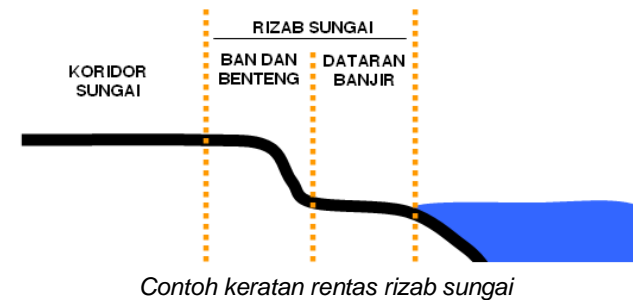 RIZAB SUNGAI
KORIDOR
SUNGAI
BAN DAN
BENTENG
DATARAN
BANJIR
Contoh keratan rentas rizab sungai